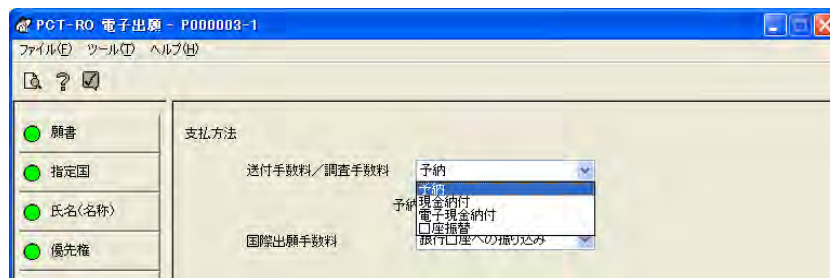 PCT-RO 電子出願 - P000003-1
ファイル(F) ツール(T) ヘルプ(H)
願書
指定国
氏名(名称)
優先権
支払方法
送付手数料／調査手数料 予納
予納
現金納付
電子現金納付
口座振替
予納
国際出願手数料 銀行口座への振り込み